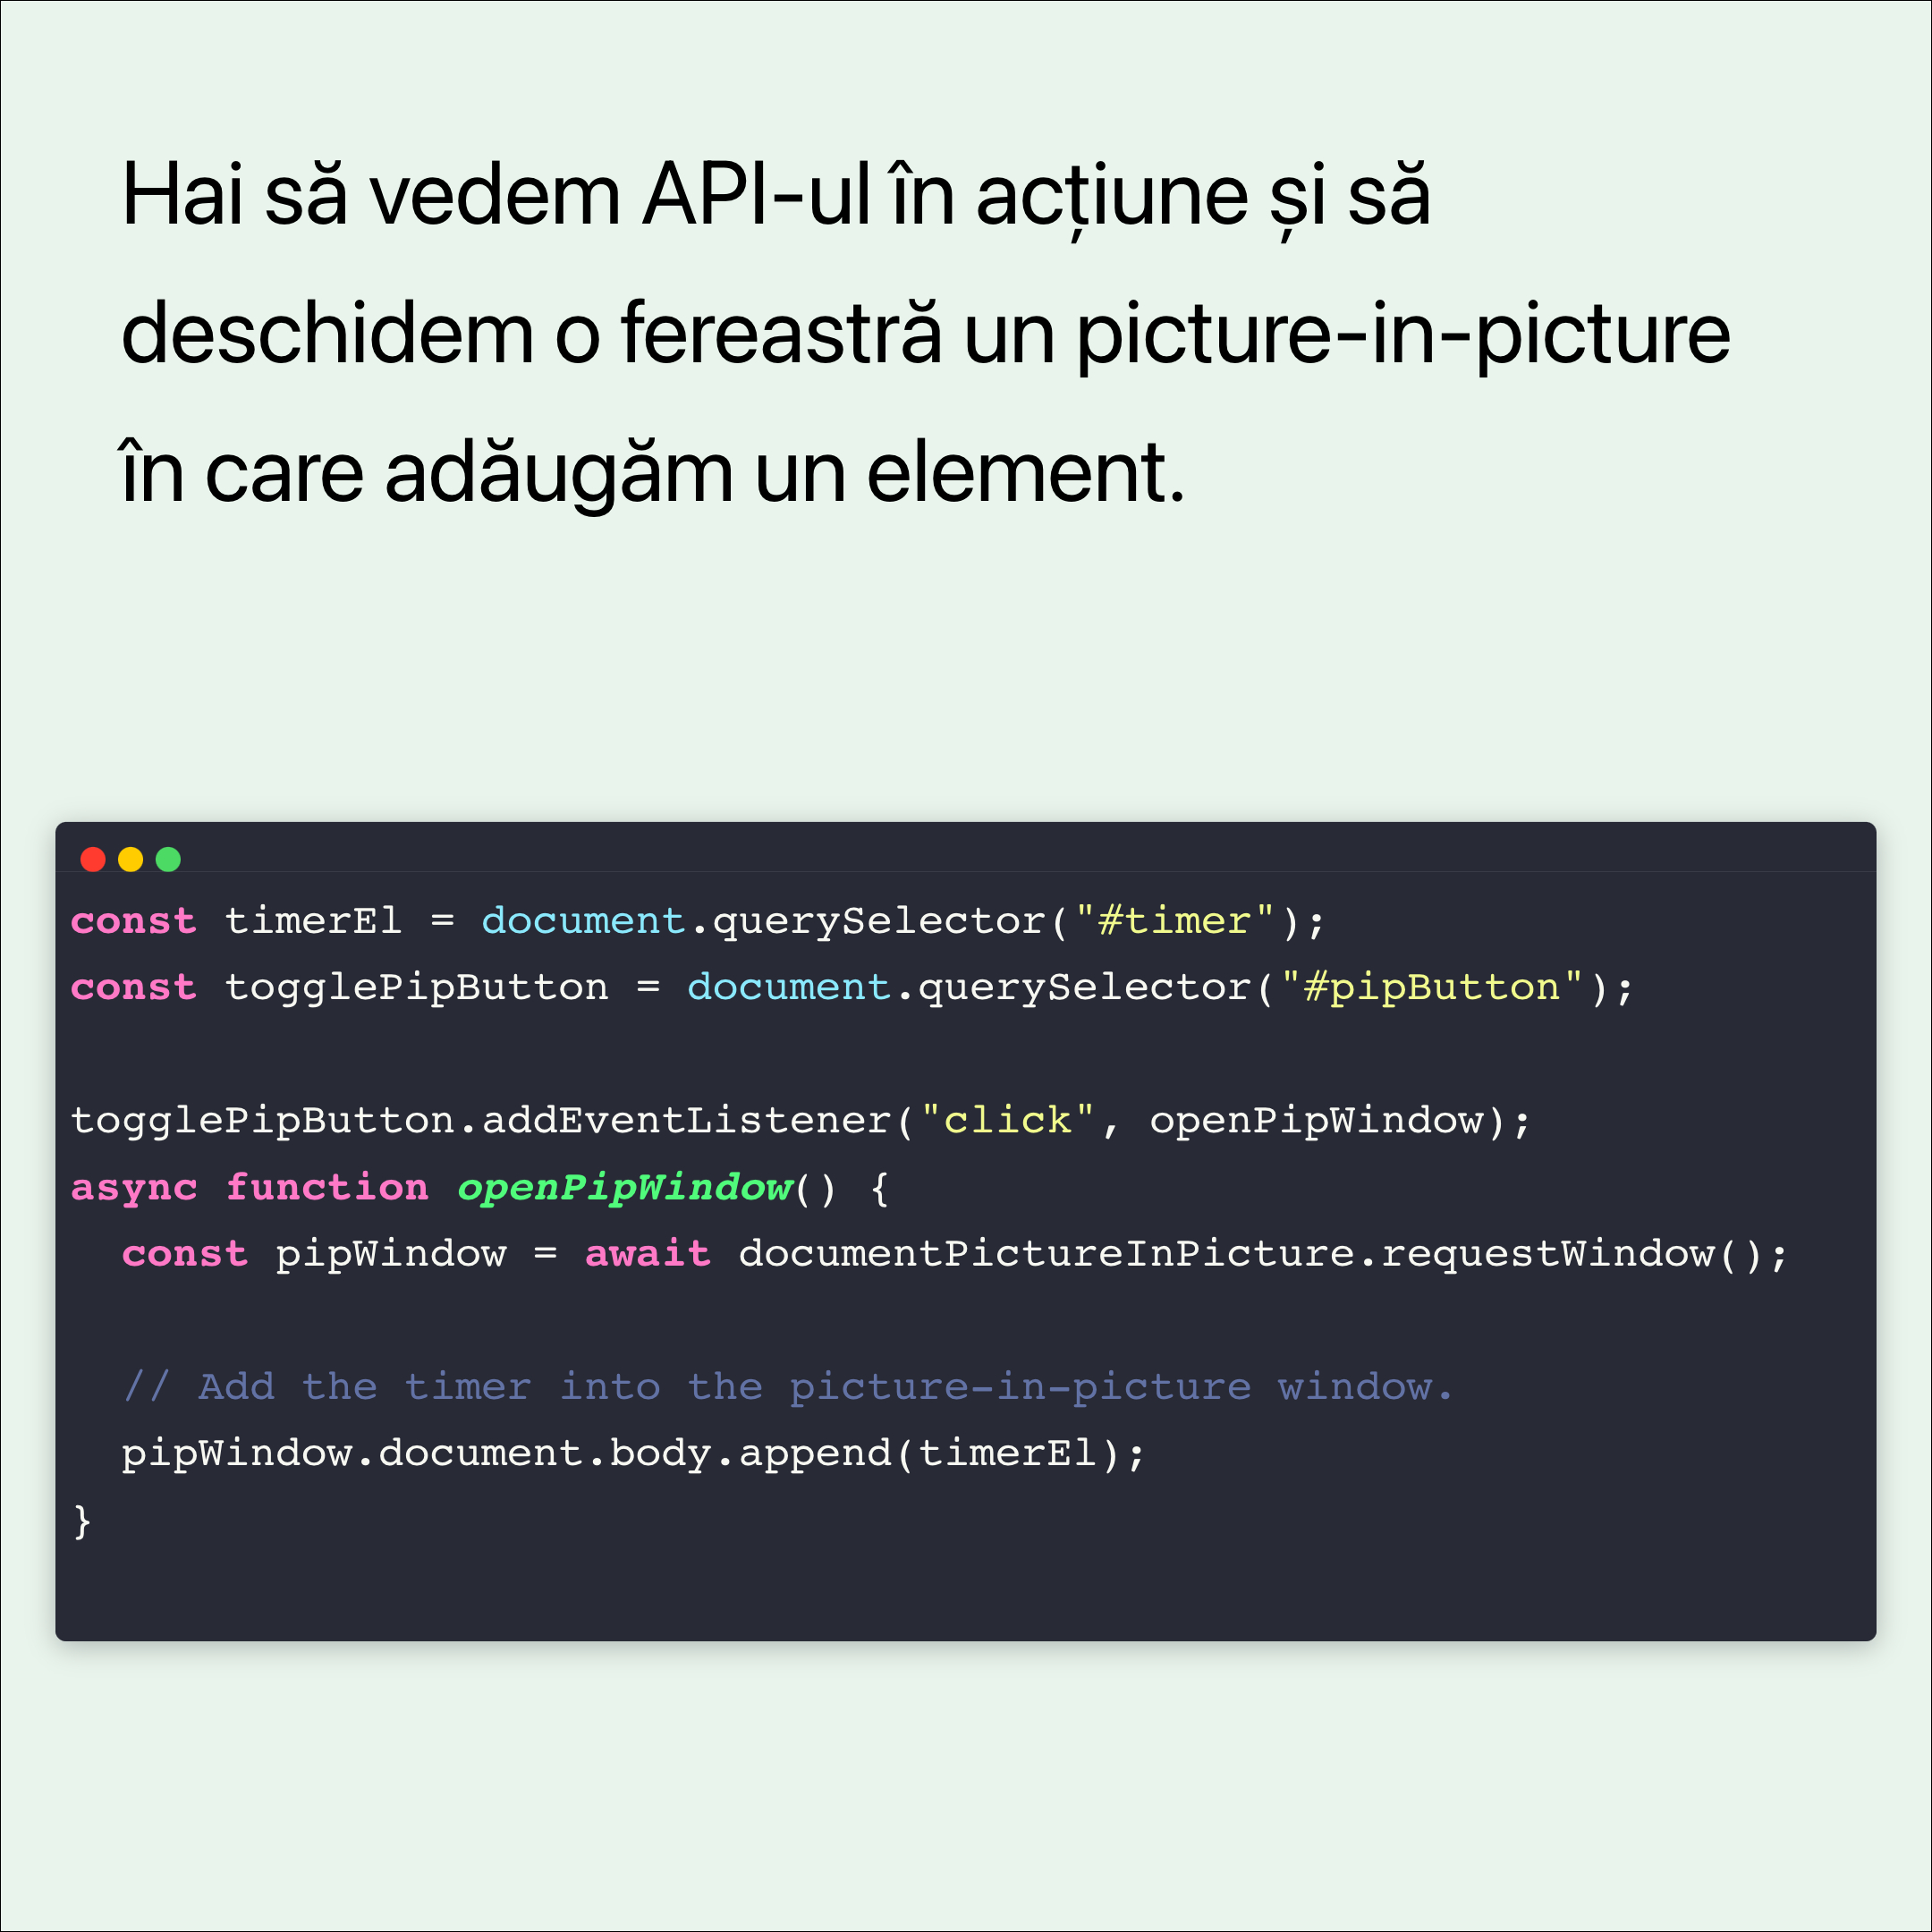 Hai să vedem API-ul în acțiune și să
deschidem o fereastră un picture-in-picture
în care adăugăm un element.
const timerEl = document.querySelector("#timer");
const togglePipButton = document.querySelector("#pipButton");
togglePipButton.addEventListener("click", openPipWindow);
async function openPipWindow() {
  const pipWindow = await documentPictureInPicture.requestWindow();
  // Add the timer into the picture-in-picture window.
  pipWindow.document.body.append(timerEl);
}